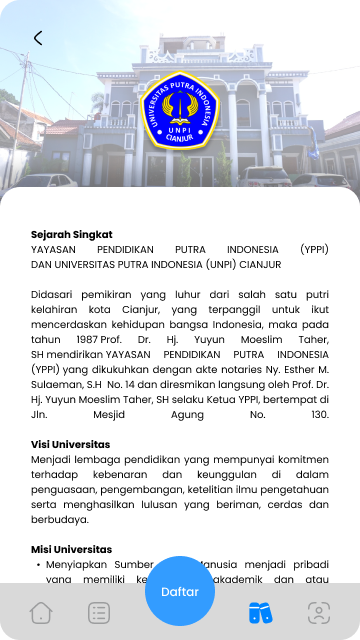 UNIVERSITAS PUTRA INDONESIA
UNPI
CIANJUR
Sejarah Singkat
YAYASAN PENDIDIKAN PUTRA INDONESIA (YPPI)
DAN UNIVERSITAS PUTRA INDONESIA (UNPI) CIANJUR
Didasari pemikiran yang luhur dari salah satu putri
kelahiran kota Cianjur, yang terpanggil untuk ikut
mencerdaskan kehidupan bangsa Indonesia, maka pada
tahun 1987 Prof. Dr. Hj. Yuyun Moeslim Taher,
SH mendirikan YAYASAN PENDIDIKAN PUTRA INDONESIA
(YPPI) yang dikukuhkan dengan akte notaries Ny. Esther M.
Sulaeman, S.H No. 14 dan diresmikan langsung oleh Prof. Dr.
Hj. Yuyun Moeslim Taher, SH selaku Ketua YPPI, bertempat di
Jln. Mesjid Agung No. 130.
Visi Universitas
Menjadi lembaga pendidikan yang mempunyai komitmen
terhadap kebenaran dan keunggulan di dalam
penguasaan, pengembangan, ketelitian ilmu pengetahuan
serta menghasilkan lulusan yang beriman, cerdas dan
berbudaya.
Misi Universitas
• Menyiapkan Sumber menjadi pribadi
yang memiliki akademik dan atau
Daftar